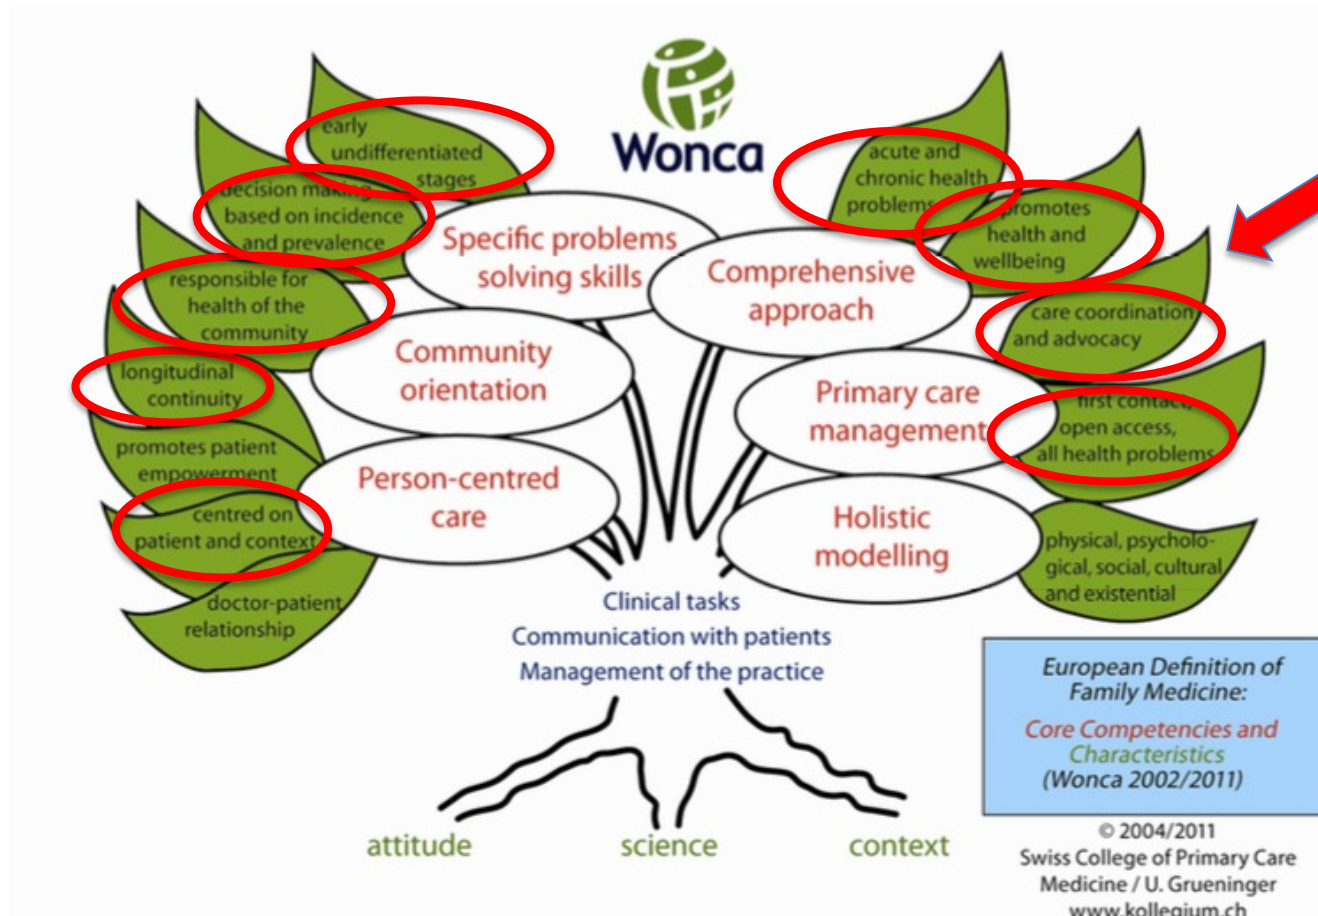 Wonca
early
undifferentiated
stages
decision making
based on incidence
and prevalence
responsible for
health of the
community
longitudinal
continuity
promotes patient
empowerment
centred on
patient and context
doctor-patient
relationship
Specific problems
solving skills
Community
orientation
Person-centred
care
acute and
chronic health
problems
promotes
health and
wellbeing
care coordination
and advocacy
first contact,
open access,
all health problems
physical, psycholo-
gical, social, cultural
and existential
Comprehensive
approach
Primary care
management
Holistic
modelling
Clinical tasks
Communication with patients
Management of the practice
attitude
science
context
European Definition of
Family Medicine:
Core Competencies and
Characteristics
(Wonca 2002/2011)
© 2004/2011
Swiss College of Primary Care
Medicine / U. Grueninger
www.kollegium.ch